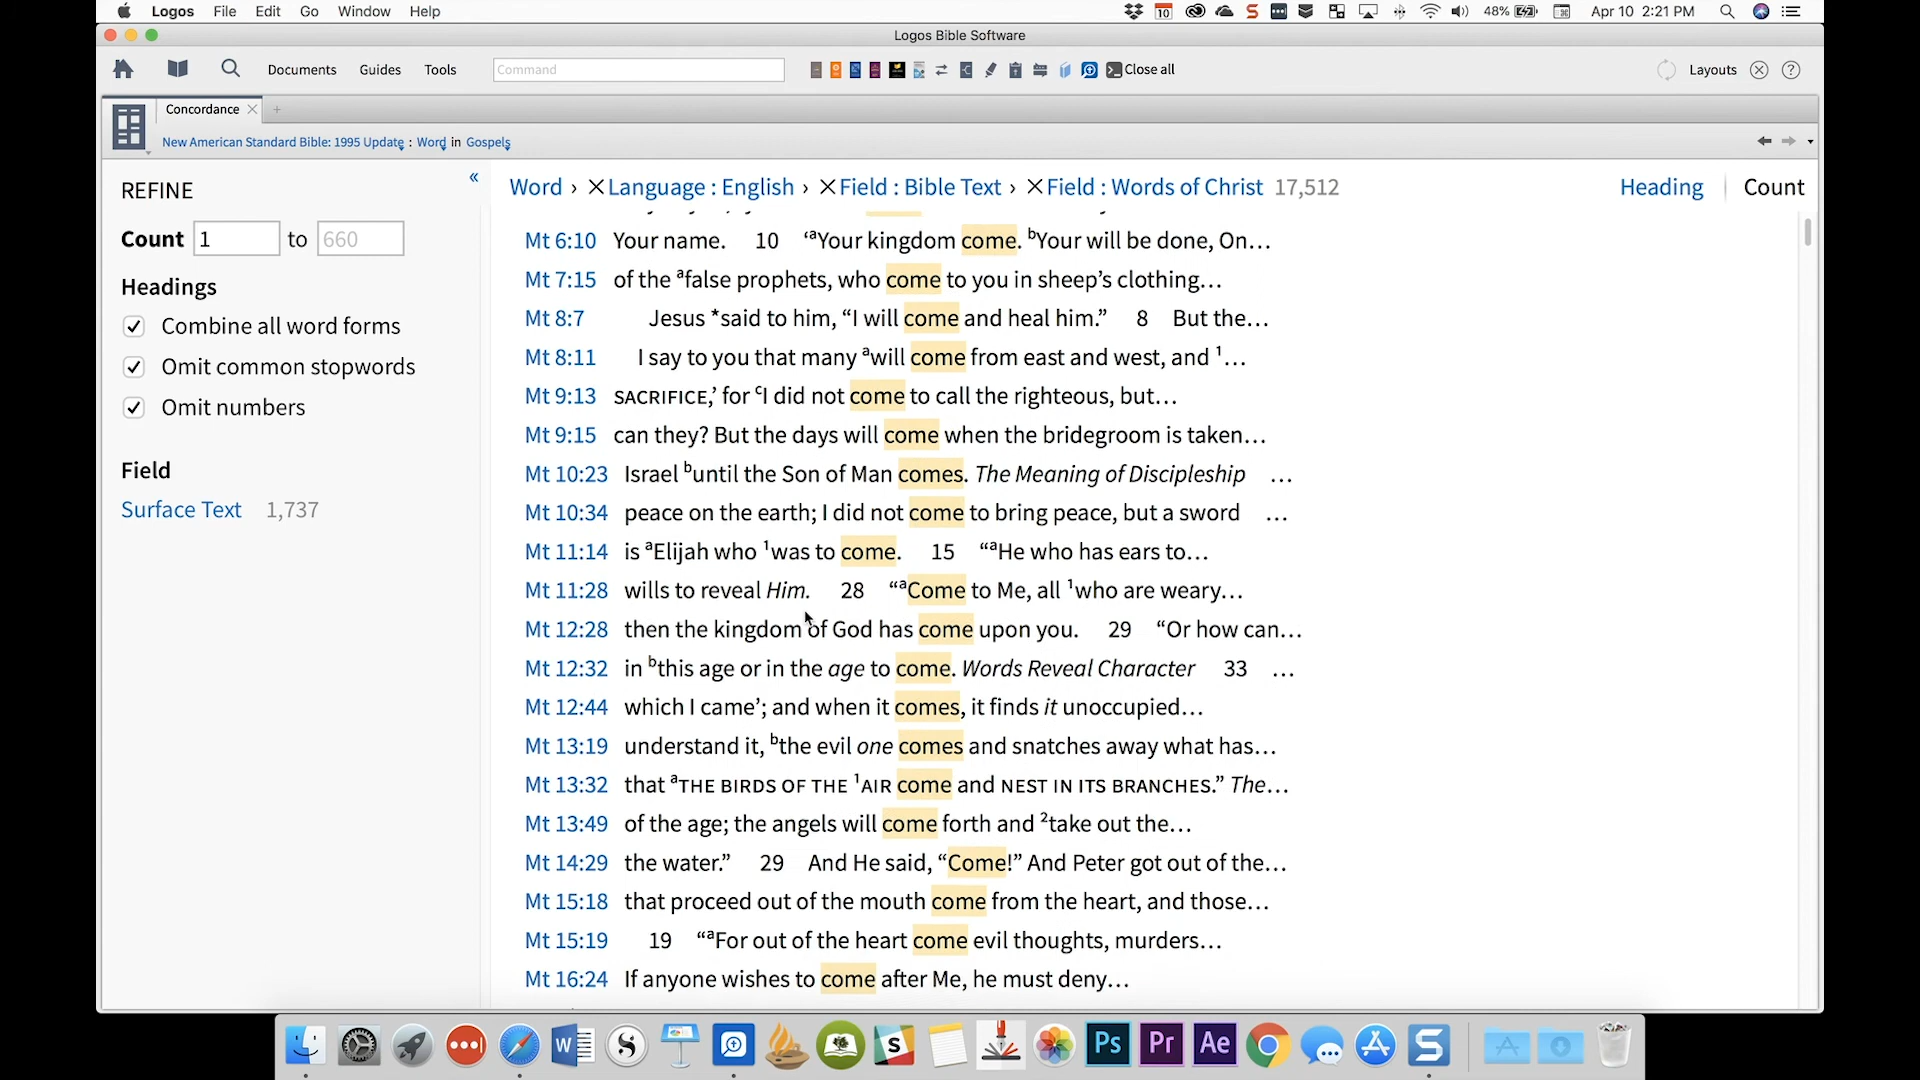 Logos File Edit Go Window Help
10 48% Apr 10 2:21 PM
Logos Bible Software
Documents Guides Tools Command Close all Layouts
Concordance
New American Standard Bible: 1995 Update : Word in Gospels
REFINE
Count 1 to 660
Headings
Combine all word forms
Omit common stopwords
Omit numbers
Field
Surface Text 1,737
Word › ×Language : English › ×Field : Bible Text › ×Field : Words of Christ 17,512 Heading Count
Mt 6:10 Your name. 10 ‘ᵃYour kingdom come. ᵇYour will be done, On…
Mt 7:15 of the ᵃfalse prophets, who come to you in sheep’s clothing…
Mt 8:7 Jesus *said to him, “I will come and heal him.” 8 But the…
Mt 8:11 I say to you that many ᵃwill come from east and west, and ¹…
Mt 9:13 SACRIFICE,’ for ᶜI did not come to call the righteous, but…
Mt 9:15 can they? But the days will come when the bridegroom is taken…
Mt 10:23 Israel ᵇuntil the Son of Man comes. The Meaning of Discipleship …
Mt 10:34 peace on the earth; I did not come to bring peace, but a sword …
Mt 11:14 is ᵃElijah who ¹was to come. 15 “ᵃHe who has ears to…
Mt 11:28 wills to reveal Him. 28 “ᵃCome to Me, all ¹who are weary…
Mt 12:28 then the kingdom of God has come upon you. 29 “Or how can…
Mt 12:32 in ᵇthis age or in the age to come. Words Reveal Character 33 …
Mt 12:44 which I came’; and when it comes, it finds it unoccupied…
Mt 13:19 understand it, ᵇthe evil one comes and snatches away what has…
Mt 13:32 that ᵃTHE BIRDS OF THE ¹AIR come and NEST IN ITS BRANCHES.” The…
Mt 13:49 of the age; the angels will come forth and ²take out the…
Mt 14:29 the water.” 29 And He said, “Come!” And Peter got out of the…
Mt 15:18 that proceed out of the mouth come from the heart, and those…
Mt 15:19 19 “ᵃFor out of the heart come evil thoughts, murders…
Mt 16:24 If anyone wishes to come after Me, he must deny…
W S S Ps Pr Ae S